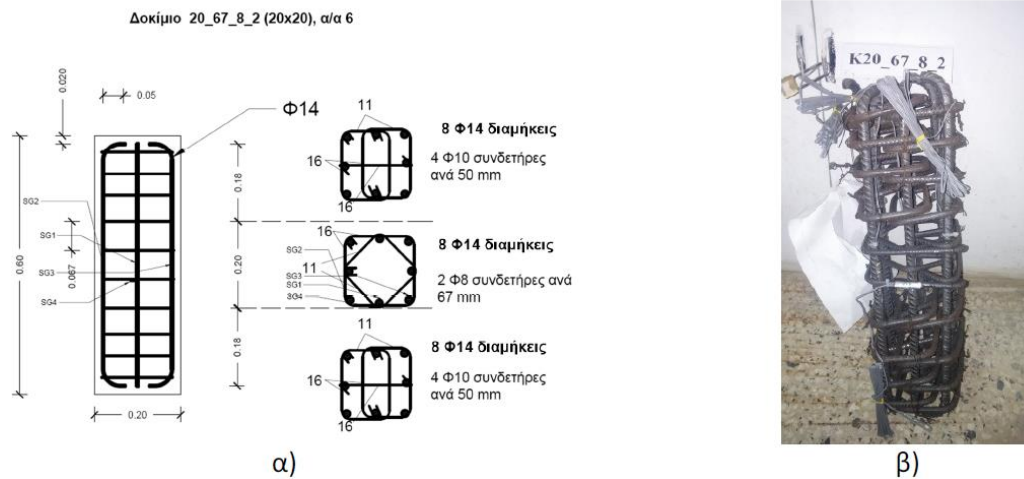 Δοκίμιο 20_67_8_2 (20x20), α/α 6
0.020
0.05
Φ14
0.60
SG2
SG1
SG3
SG4
0.067
0.20
0.18
0.20
0.18
11
16
16
8 Φ14 διαμήκεις
4 Φ10 συνδετήρες
ανά 50 mm
16
SG2
11
SG3
SG1
SG4
8 Φ14 διαμήκεις
2 Φ8 συνδετήρες ανά
67 mm
11
16
16
8 Φ14 διαμήκεις
4 Φ10 συνδετήρες
ανά 50 mm
K20_67_8_2
α)
β)